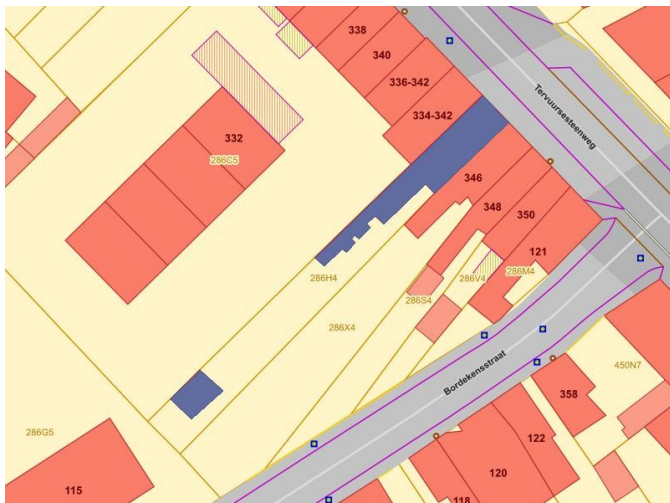 338
340
336-342
334-342
Tervuursesteenweg
332
286C5
346
348
350
121
286H4
286S4
286V4
286M4
286X4
Bordekensstraat
450N7
358
286G5
122
115
120
118